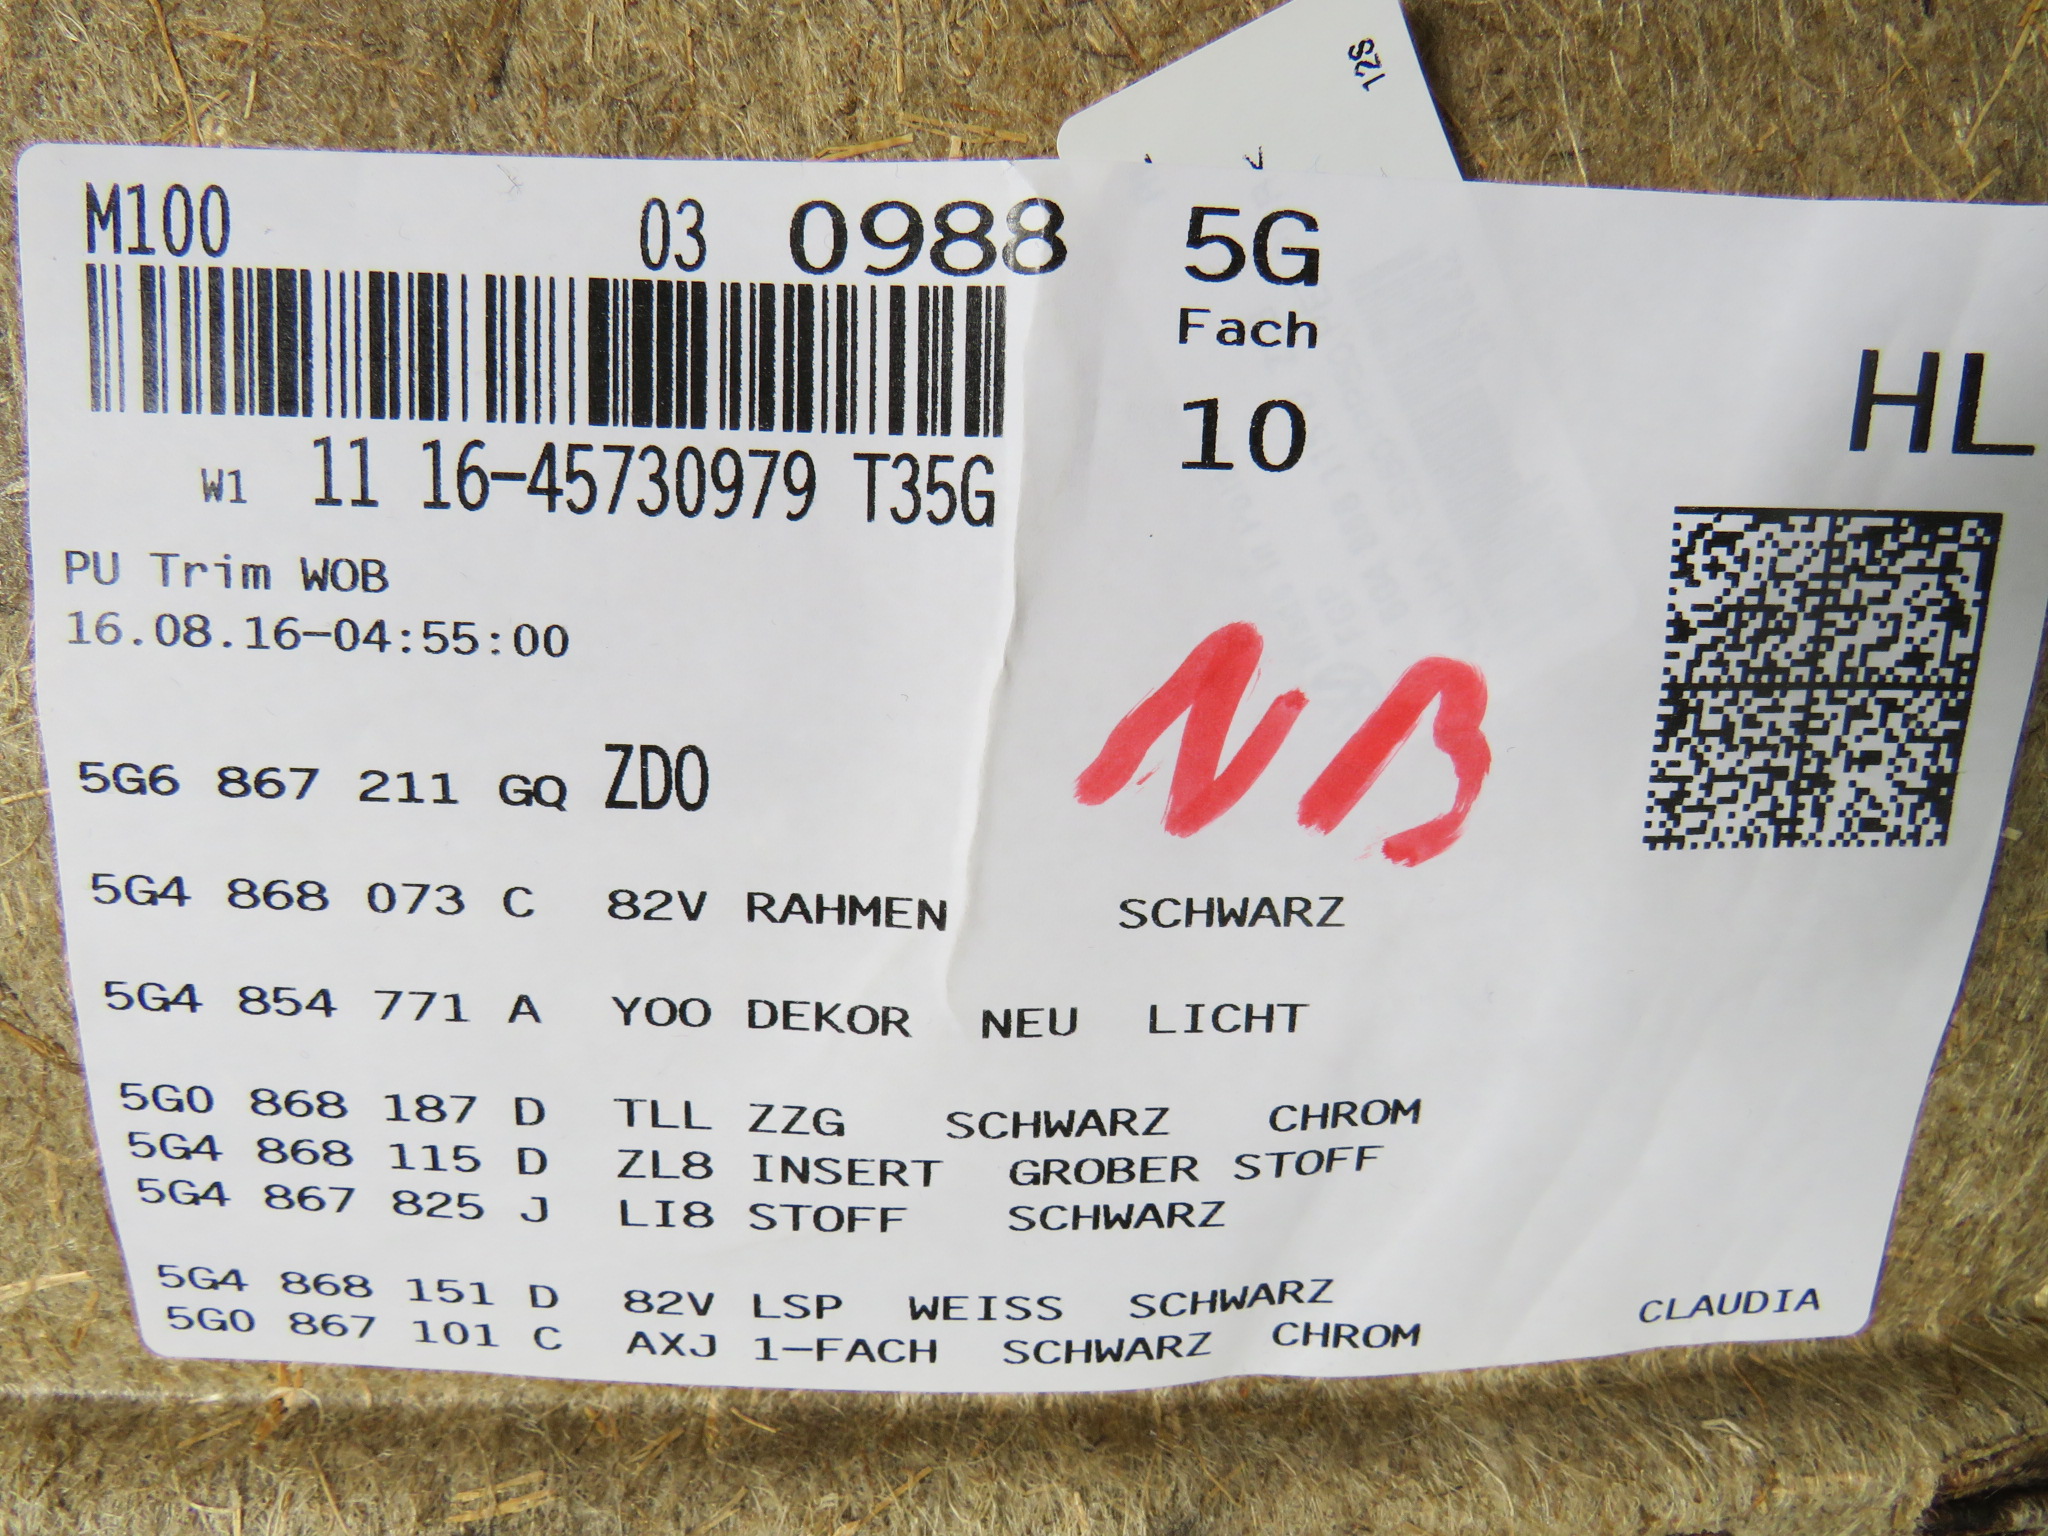 12S
M100 03 0988 5G
Fach
HL
10
W1 11 16-45730979 T35G
PU Trim WOB
16.08.16-04:55:00
NB
5G6 867 211 GQ ZD0
5G4 868 073 C 82V RAHMEN SCHWARZ
5G4 854 771 A YOO DEKOR NEU LICHT
5G0 868 187 D TLL ZZG SCHWARZ CHROM
5G4 868 115 D ZL8 INSERT GROBER STOFF
5G4 867 825 J LI8 STOFF SCHWARZ
5G4 868 151 D 82V LSP WEISS SCHWARZ
5G0 867 101 C AXJ 1-FACH SCHWARZ CHROM
CLAUDIA